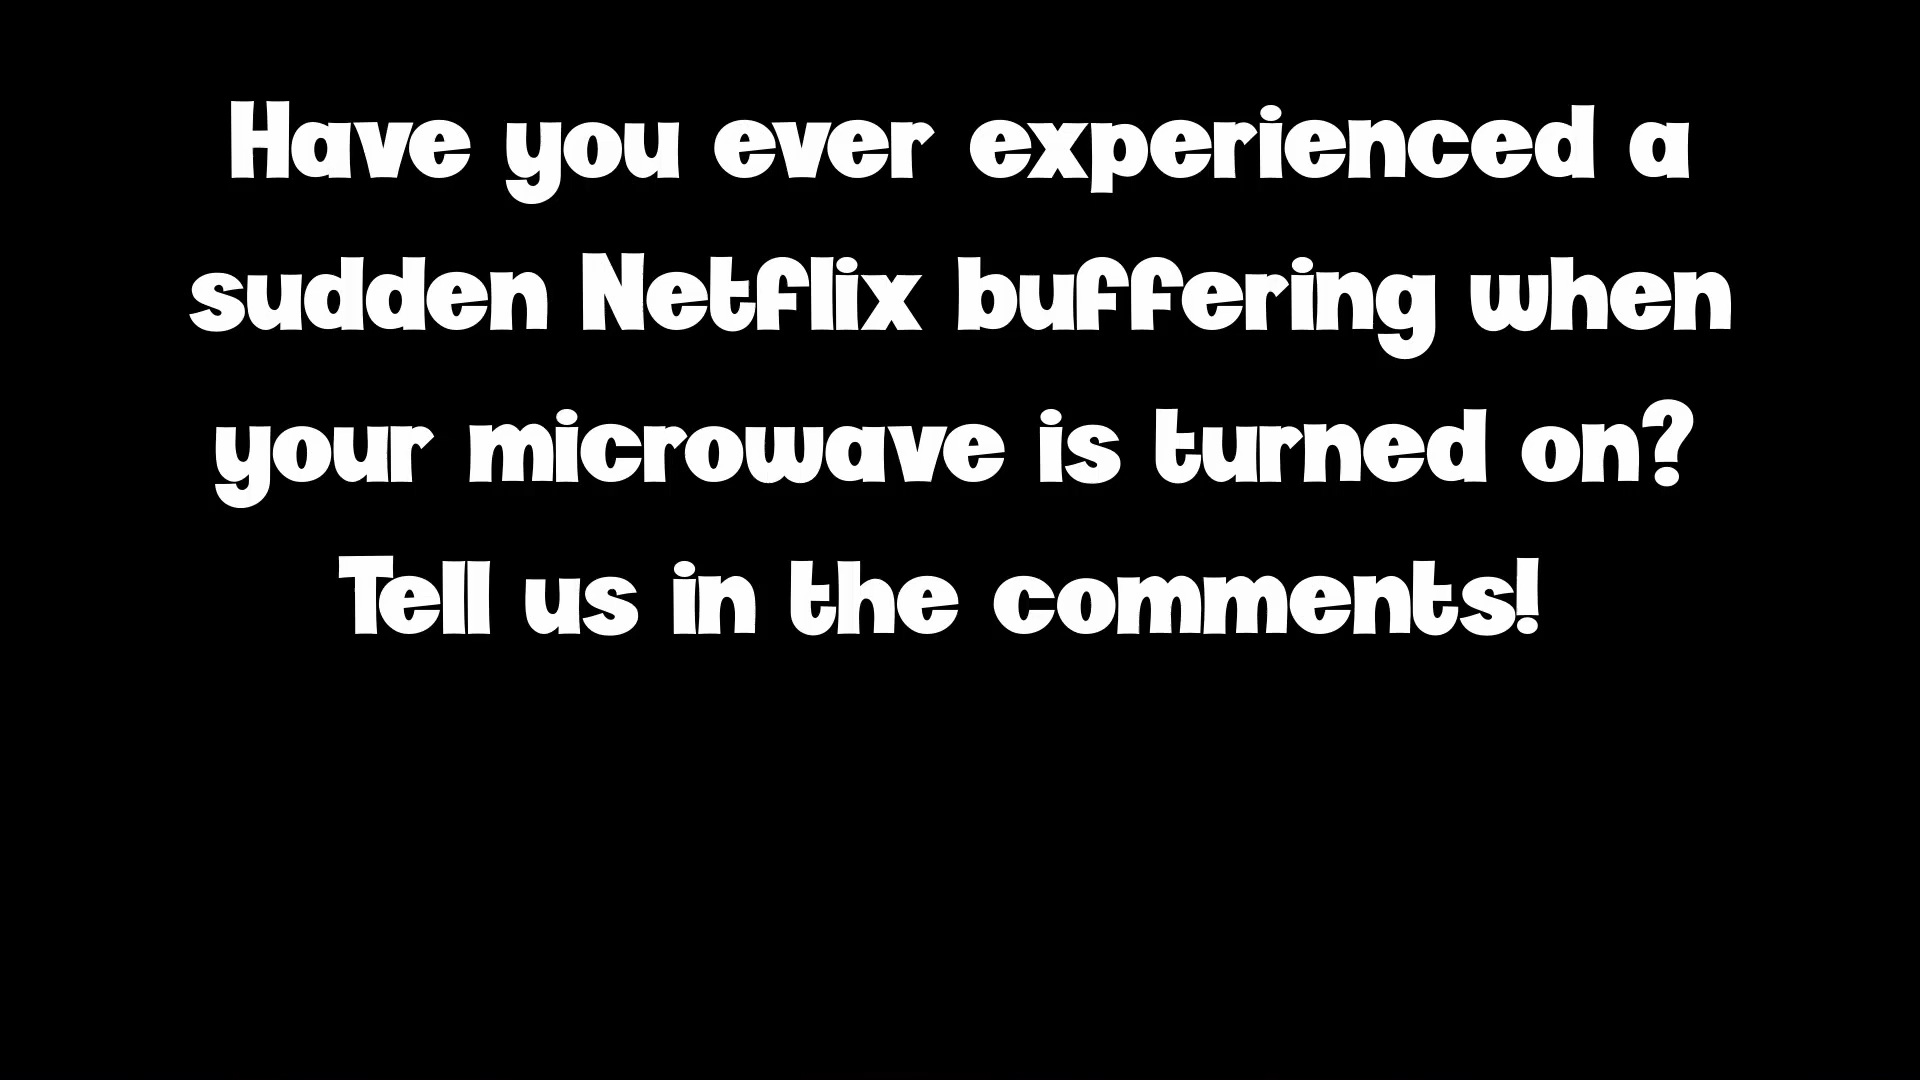 Have you ever experienced a
sudden Netflix buffering when
your microwave is turned on?
Tell us in the comments!